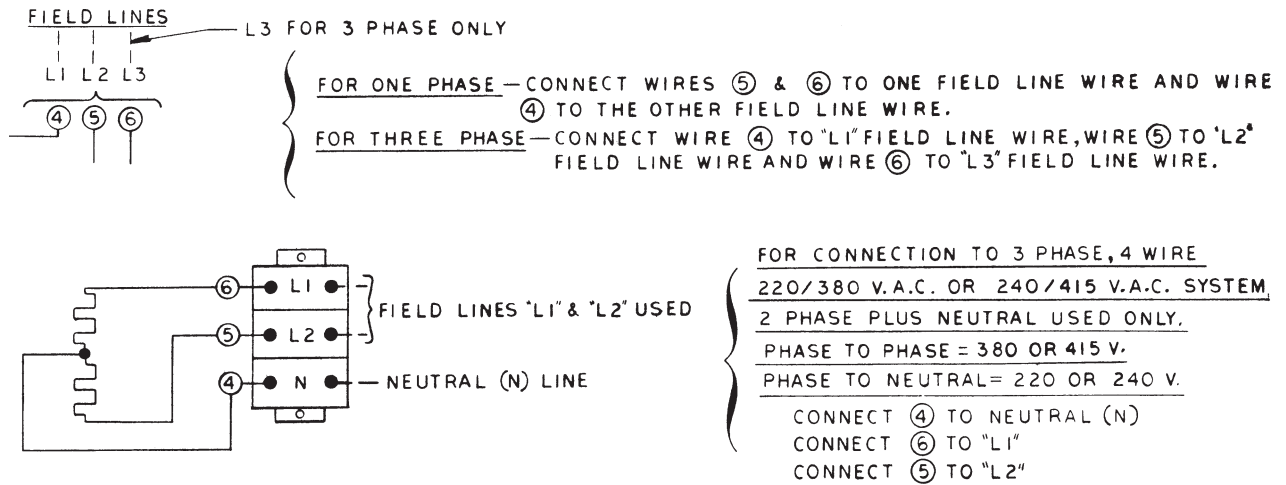 FIELD LINES
L3 FOR 3 PHASE ONLY
L1 L2 L3
4 5 6
FOR ONE PHASE — CONNECT WIRES 5 & 6 TO ONE FIELD LINE WIRE AND WIRE
4 TO THE OTHER FIELD LINE WIRE.
FOR THREE PHASE — CONNECT WIRE 4 TO "L1" FIELD LINE WIRE, WIRE 5 TO "L2"
FIELD LINE WIRE AND WIRE 6 TO "L3" FIELD LINE WIRE.
6 L1
5 L2
4 N
FIELD LINES "L1" & "L2" USED
NEUTRAL (N) LINE
FOR CONNECTION TO 3 PHASE, 4 WIRE
220/380 V.A.C. OR 240/415 V.A.C. SYSTEM,
2 PHASE PLUS NEUTRAL USED ONLY.
PHASE TO PHASE = 380 OR 415 V.
PHASE TO NEUTRAL = 220 OR 240 V.
CONNECT 4 TO NEUTRAL (N)
CONNECT 6 TO "L1"
CONNECT 5 TO "L2"